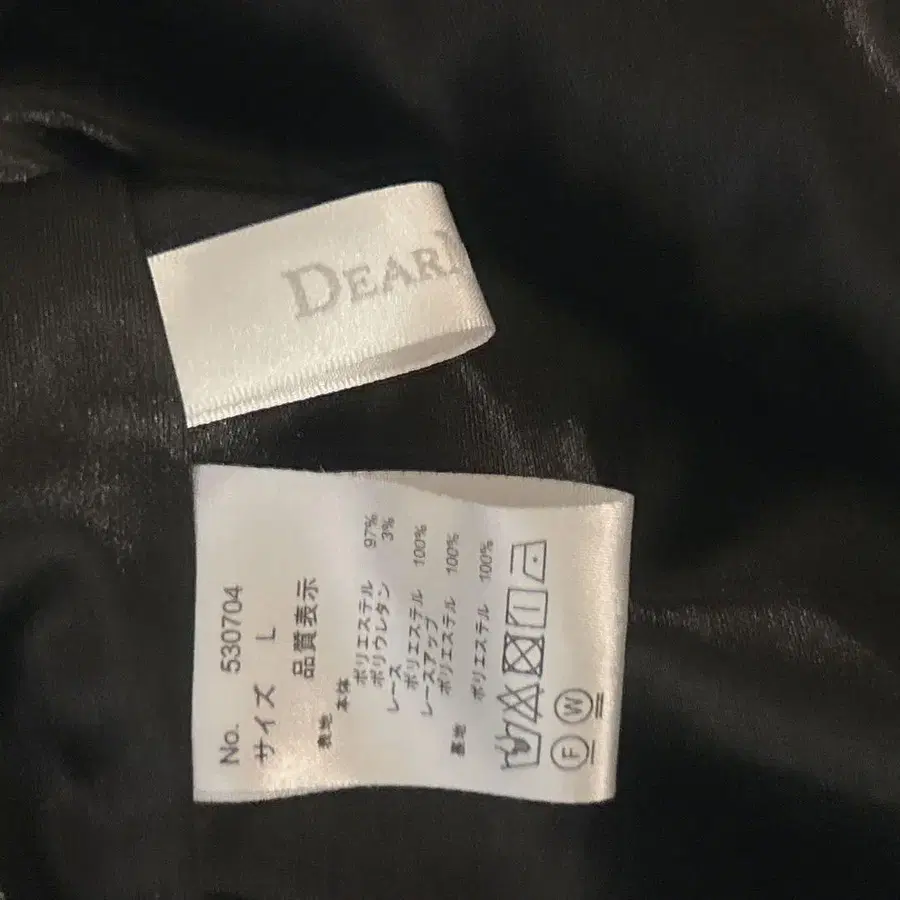 DEAR
No. 530704
サイズ L
品質表示
表地
本体
ポリエステル 97%
ポリウレタン 3%
レース
ポリエステル 100%
レースアップ
ポリエステル 100%
裏地
ポリエステル 100%
F W